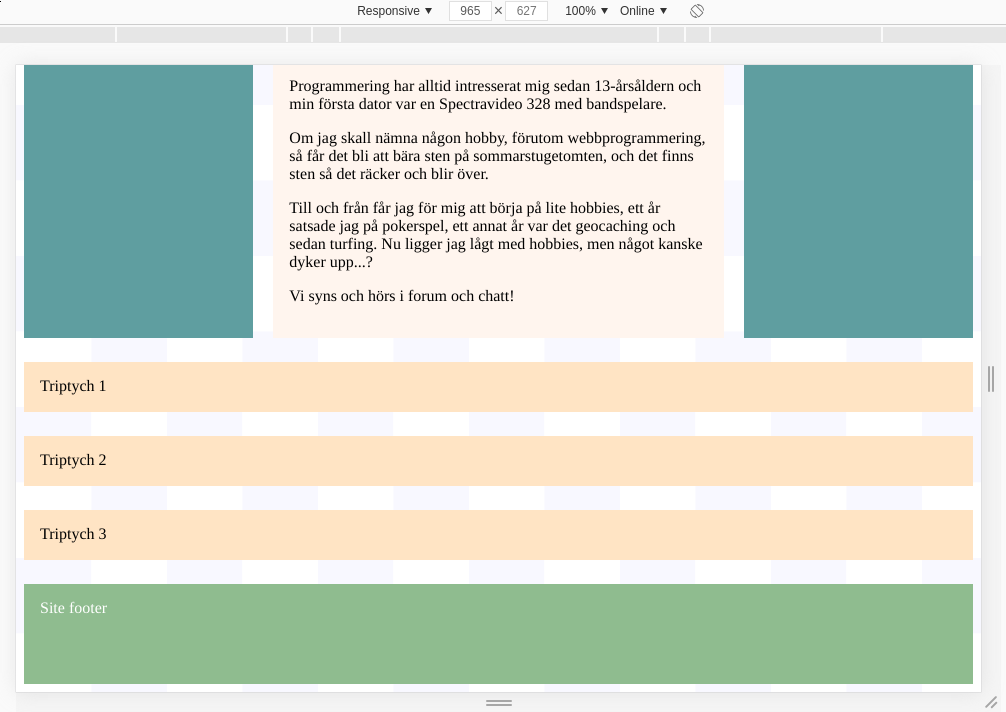 Responsive ▼ 965 × 627 100% ▼ Online ▼
Programmering har alltid intresserat mig sedan 13-årsåldern och
min första dator var en Spectravideo 328 med bandspelare.
Om jag skall nämna någon hobby, förutom webbprogrammering,
så får det bli att bära sten på sommarstugetomten, och det finns
sten så det räcker och blir över.
Till och från får jag för mig att börja på lite hobbies, ett år
satsade jag på pokerspel, ett annat år var det geocaching och
sedan turfing. Nu ligger jag lågt med hobbies, men något kanske
dyker upp...?
Vi syns och hörs i forum och chatt!
Triptych 1
Triptych 2
Triptych 3
Site footer